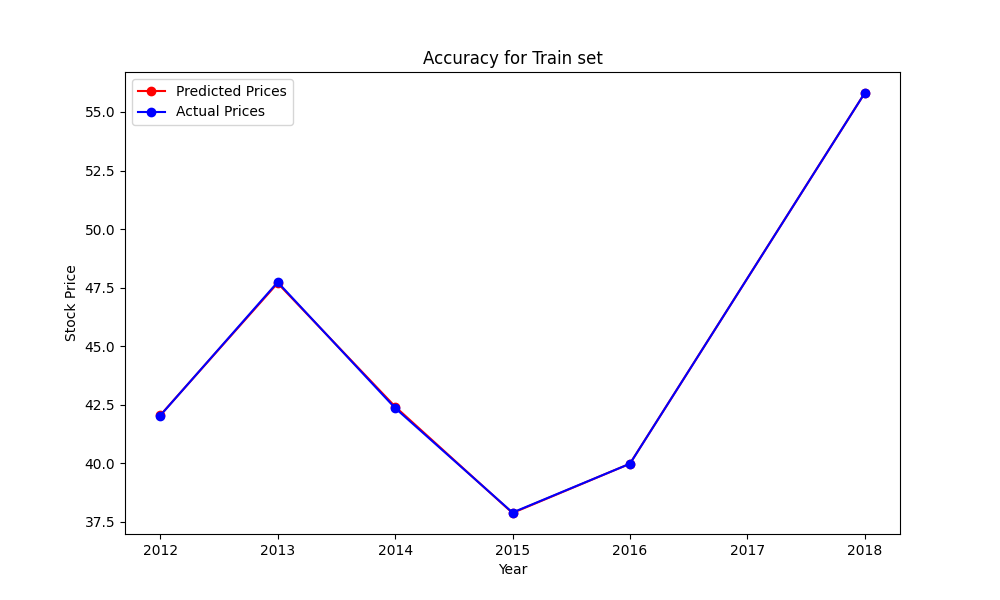 Accuracy for Train set
Predicted Prices
Actual Prices
Stock Price
55.0
52.5
50.0
47.5
45.0
42.5
40.0
37.5
2012 2013 2014 2015 2016 2017 2018
Year